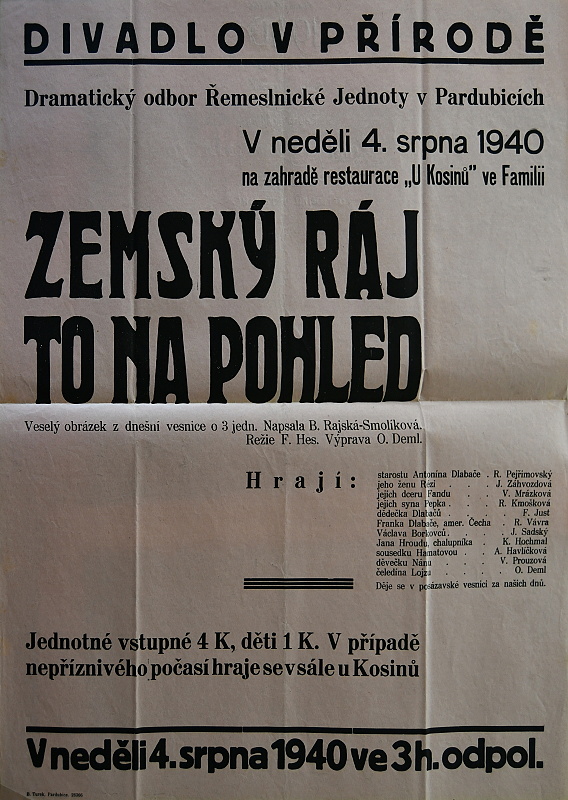 DIVADLO V PŘÍRODĚ
Dramatický odbor Řemeslnické Jednoty v Pardubicích
V neděli 4. srpna 1940
na zahradě restaurace „U Kosinů" ve Familii
ZEMSKÝ RÁJ
TO NA POHLED
Veselý obrázek z dnešní vesnice o 3 jedn. Napsala B. Rajská-Smolíková.
Režie F. Hes. Výprava O. Deml.
Hrají:
starostu Antonína Dlabače . R. Pejřimovský
jeho ženu Rézi . . . J. Záhvozdová
jejich dceru Fandu . . V. Mrázková
jejich syna Pepka . . . R. Kmošková
dědečka Dlabačů . . . . F. Just
Franka Dlabače, amer. Čecha . R. Vávra
Václava Borkovců . . . . J. Sadský
Jana Hroudu, chalupníka . K. Hochmal
sousedku Hamatovou . . A. Havlíčková
děvečku Nánu . . . . V. Prouzová
čeledína Lojza . . . . . O. Deml
Děje se v posázavské vesnici za našich dnů.
Jednotné vstupné 4 K, děti 1 K. V případě
nepříznivého počasí hraje se v sále u Kosinů
V neděli 4. srpna 1940 ve 3 h. odpol.